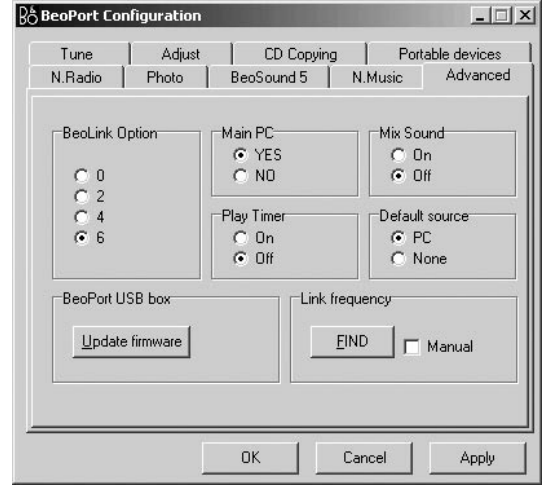 BeoPort Configuration
Tune Adjust CD Copying Portable devices
N.Radio Photo BeoSound 5 N.Music Advanced
BeoLink Option Main PC Mix Sound
YES On
0 NO Off
2
4 Play Timer Default source
6 On PC
Off None
BeoPort USB box Link frequency
Update firmware FIND Manual
OK Cancel Apply